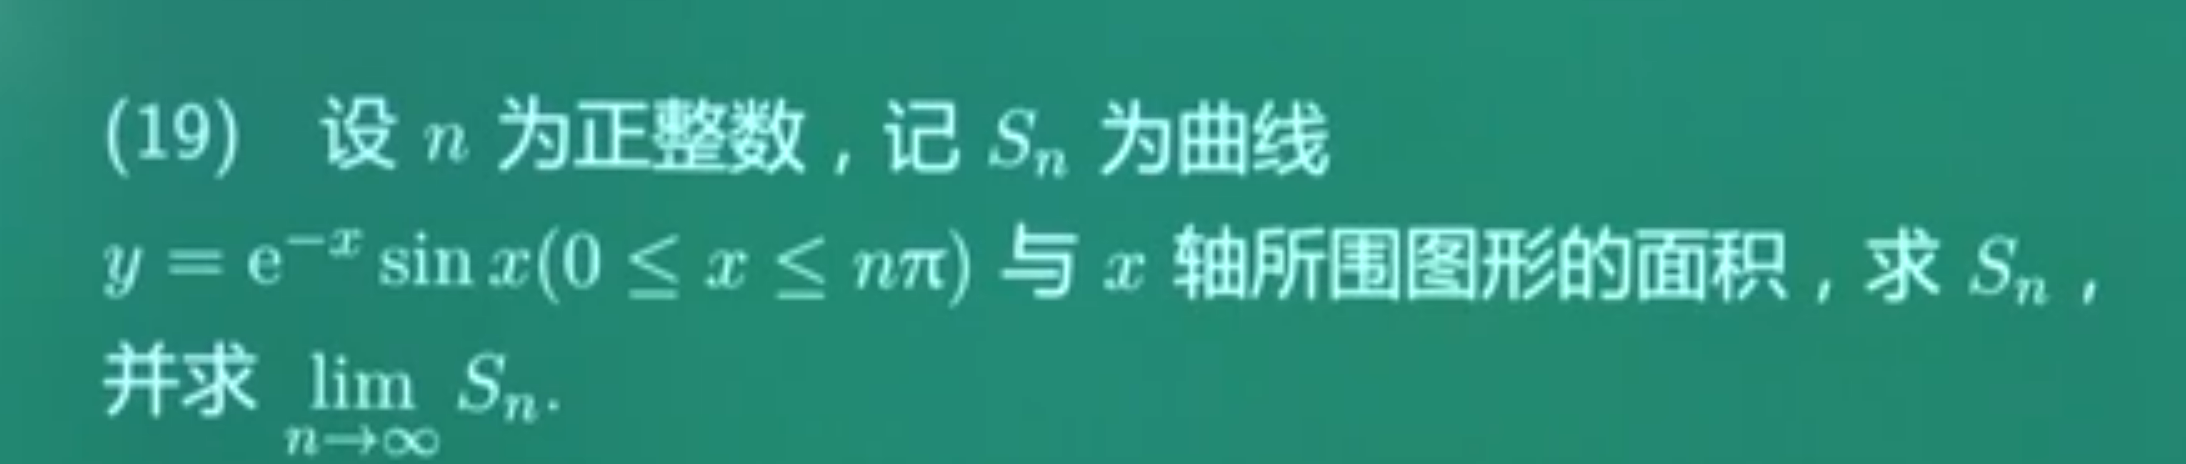 (19) 设 n 为正整数，记 Sₙ 为曲线
y = e⁻ˣ sin x(0 ≤ x ≤ nπ) 与 x 轴所围图形的面积，求 Sₙ，
并求 lim Sₙ.
n→∞